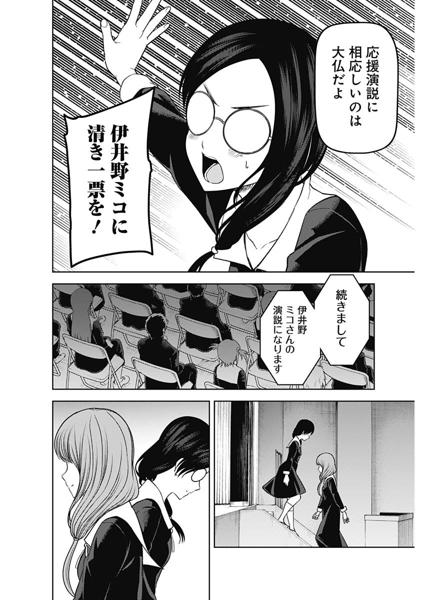 応援演説に
相応しいのは
大仏だよ
伊井野ミコに
清き一票を!
続きまして
伊井野
ミコさんの
演説になります